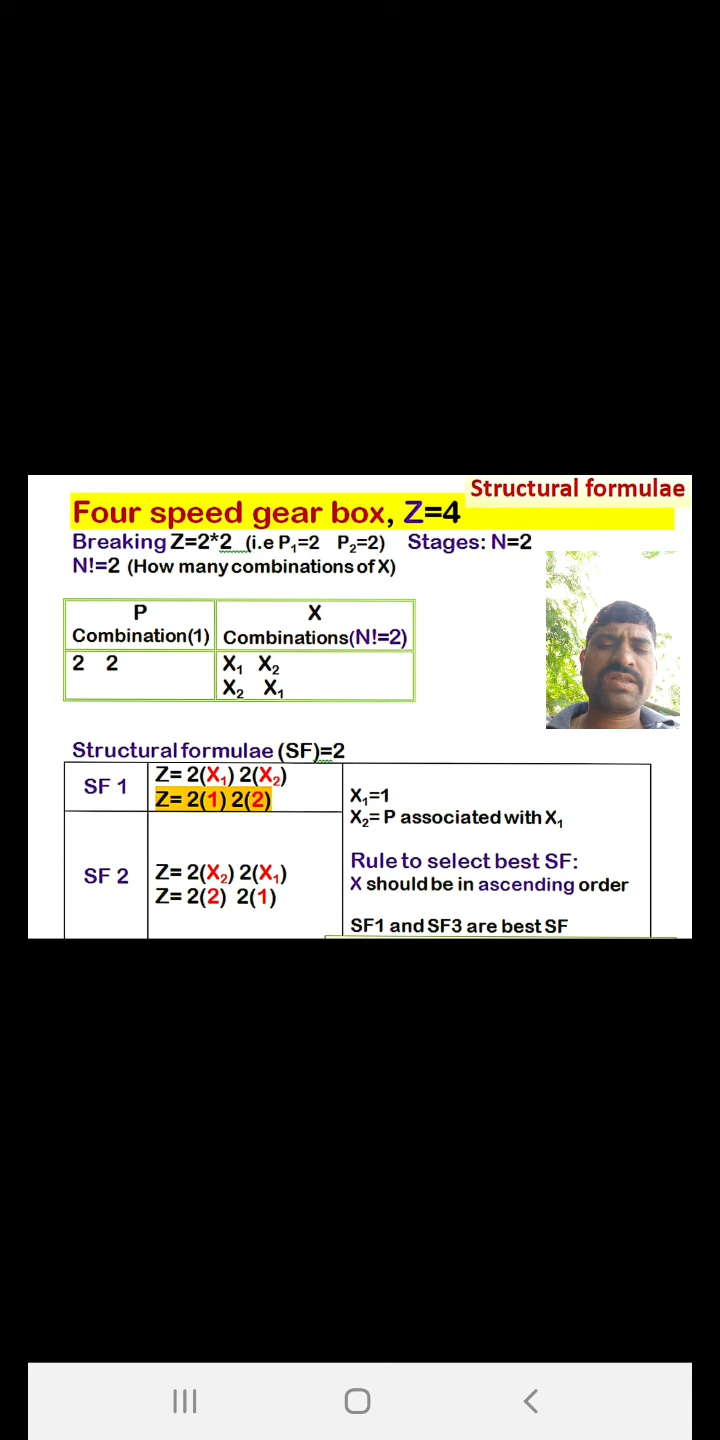 Structural formulae
Four speed gear box, Z=4
Breaking Z=2*2 (i.e P₁=2 P₂=2) Stages: N=2
N!=2 (How many combinations of X)
P
Combination(1)
X
Combinations(N!=2)
2 2
X₁ X₂
X₂ X₁
Structural formulae (SF)=2
SF 1
Z= 2(X₁) 2(X₂)
Z= 2(1) 2(2)
X₁=1
X₂= P associated with X₁
SF 2
Z= 2(X₂) 2(X₁)
Z= 2(2) 2(1)
Rule to select best SF:
X should be in ascending order
SF1 and SF3 are best SF